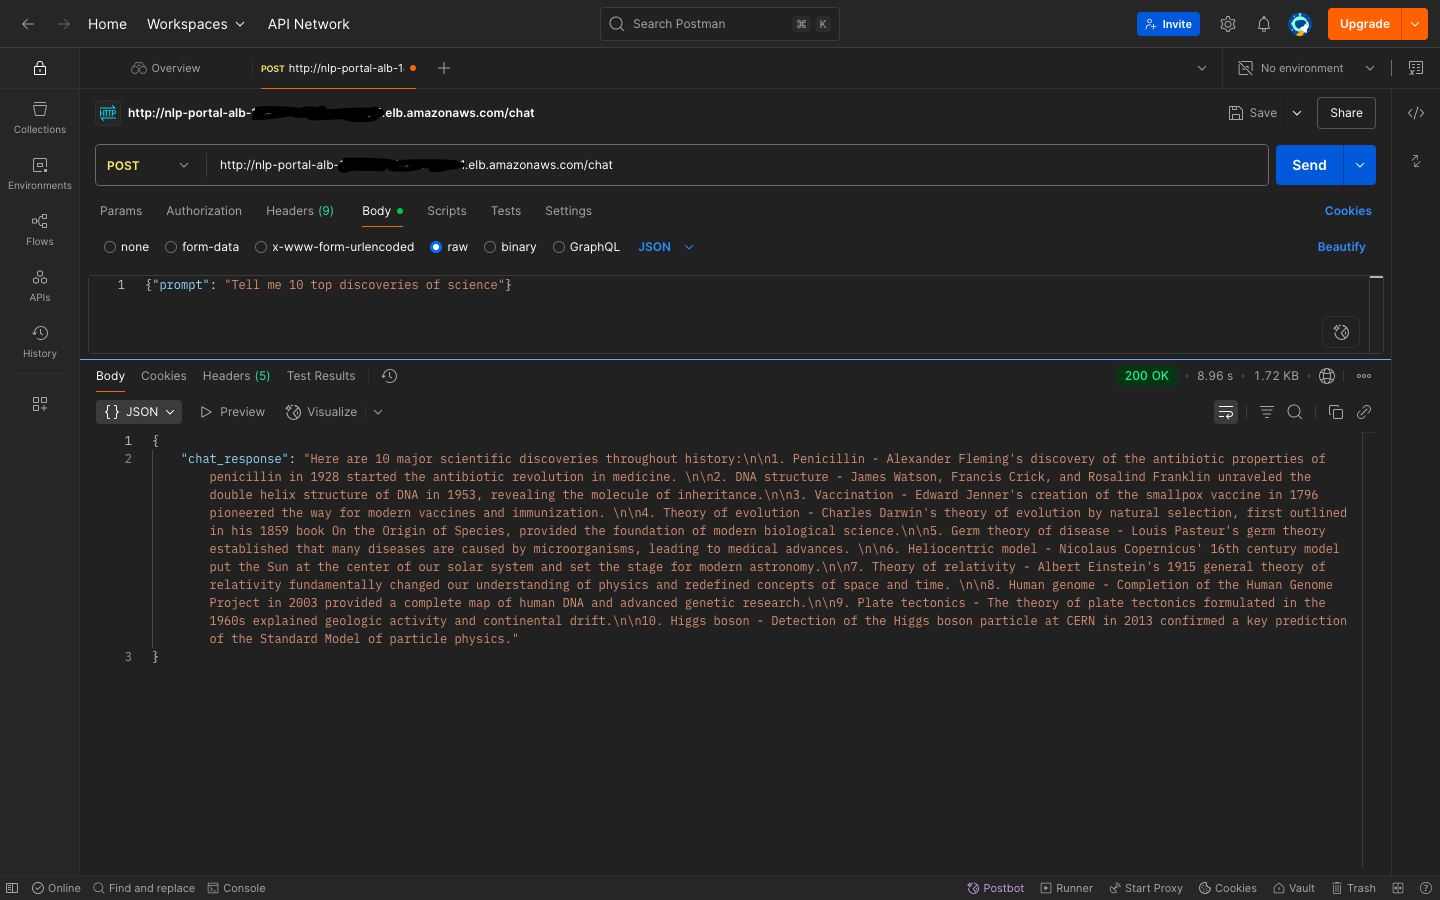 Home Workspaces API Network Search Postman ⌘ K Invite Upgrade
Overview POST http://nlp-portal-alb-1 No environment
HTTP http://nlp-portal-alb- .elb.amazonaws.com/chat Save Share
POST http://nlp-portal-alb- .elb.amazonaws.com/chat Send
Params Authorization Headers (9) Body Scripts Tests Settings Cookies
none form-data x-www-form-urlencoded raw binary GraphQL JSON Beautify
1 {"prompt": "Tell me 10 top discoveries of science"}
Collections
Environments
Flows
APIs
History
Body Cookies Headers (5) Test Results 200 OK 8.96 s 1.72 KB
{} JSON Preview Visualize
1 {
2 "chat_response": "Here are 10 major scientific discoveries throughout history:\n\n1. Penicillin - Alexander Fleming's discovery of the antibiotic properties of
penicillin in 1928 started the antibiotic revolution in medicine. \n\n2. DNA structure - James Watson, Francis Crick, and Rosalind Franklin unraveled the
double helix structure of DNA in 1953, revealing the molecule of inheritance.\n\n3. Vaccination - Edward Jenner's creation of the smallpox vaccine in 1796
pioneered the way for modern vaccines and immunization. \n\n4. Theory of evolution - Charles Darwin's theory of evolution by natural selection, first outlined
in his 1859 book On the Origin of Species, provided the foundation of modern biological science.\n\n5. Germ theory of disease - Louis Pasteur's germ theory
established that many diseases are caused by microorganisms, leading to medical advances. \n\n6. Heliocentric model - Nicolaus Copernicus' 16th century model
put the Sun at the center of our solar system and set the stage for modern astronomy.\n\n7. Theory of relativity - Albert Einstein's 1915 general theory of
relativity fundamentally changed our understanding of physics and redefined concepts of space and time. \n\n8. Human genome - Completion of the Human Genome
Project in 2003 provided a complete map of human DNA and advanced genetic research.\n\n9. Plate tectonics - The theory of plate tectonics formulated in the
1960s explained geologic activity and continental drift.\n\n10. Higgs boson - Detection of the Higgs boson particle at CERN in 2013 confirmed a key prediction
of the Standard Model of particle physics."
3 }
Online Find and replace Console Postbot Runner Start Proxy Cookies Vault Trash